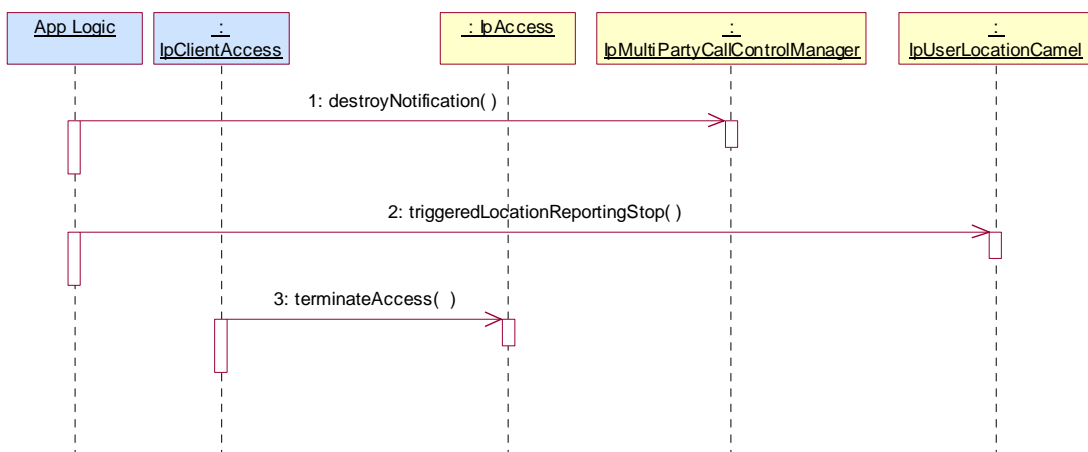 App Logic
:
IpClientAccess
: IpAccess
:
IpMultiPartyCallControlManager
:
IpUserLocationCamel
1: destroyNotification( )
2: triggeredLocationReportingStop( )
3: terminateAccess(  )